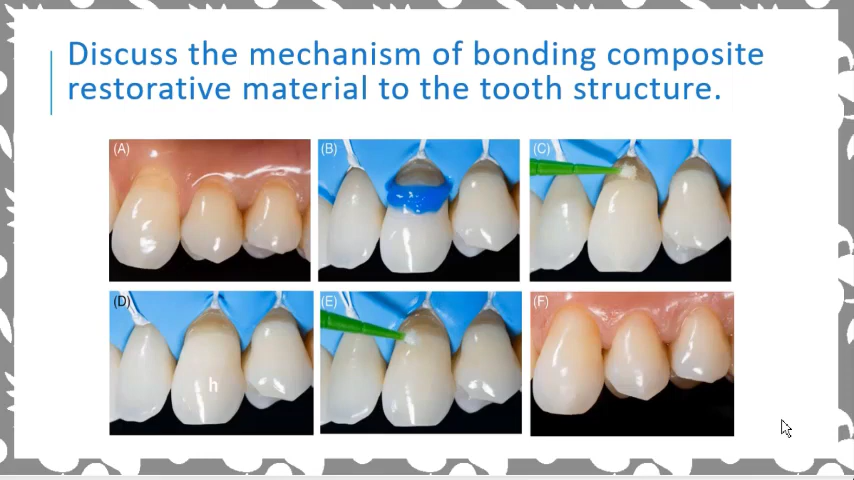 Discuss the mechanism of bonding composite
restorative material to the tooth structure.
(A)
(B)
(C)
(D)
h
(E)
(F)